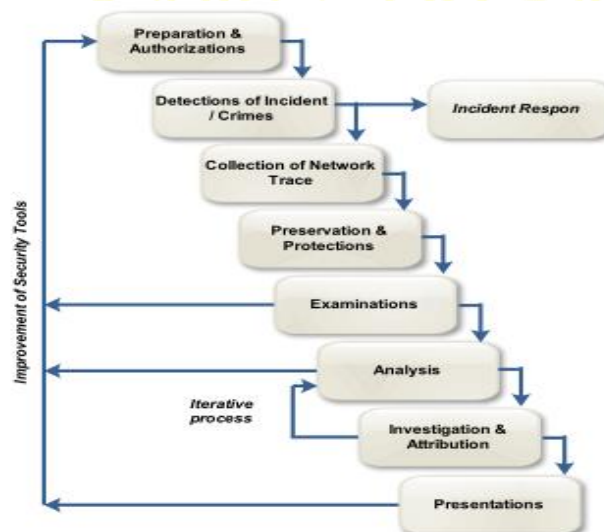 Preparation &
Authorizations
Detections of Incident
/ Crimes
Incident Respon
Collection of Network
Trace
Preservation &
Protections
Examinations
Analysis
Iterative
process
Investigation &
Attribution
Presentations
Improvement of Security Tools